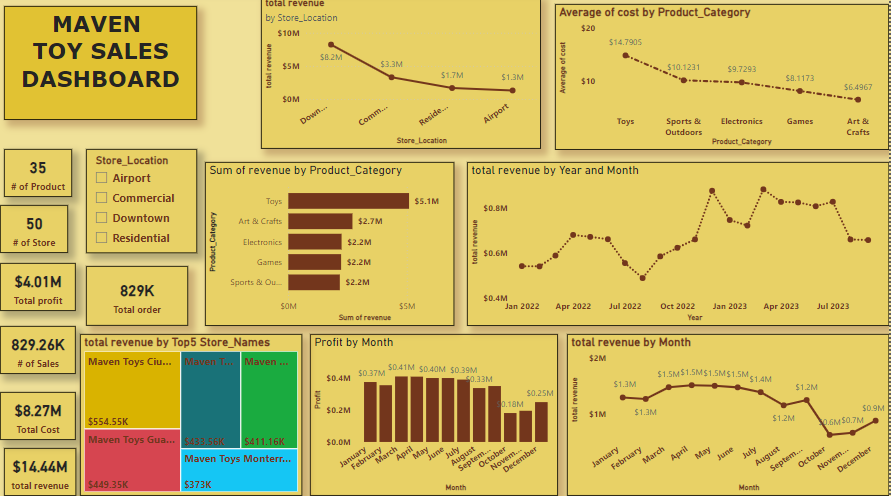 MAVEN
TOY SALES
DASHBOARD
total revenue
by Store_Location
$10M
$5M
$0M
total revenue
$8.2M
$3.3M
$1.7M
$1.3M
Down...
Comm...
Reside...
Airport
Store_Location
Average of cost by Product_Category
$20
$10
Average of cost
$14.7905
$10.1231
$9.7293
$8.1173
$6.4967
Toys
Sports &
Outdoors
Electronics
Games
Art &
Crafts
Product_Category
35
# of Product
50
# of Store
$4.01M
Total profit
829.26K
# of Sales
$8.27M
Total Cost
$14.44M
total revenue
Store_Location
Airport
Commercial
Downtown
Residential
829K
Total order
Sum of revenue by Product_Category
Product_Category
Toys
$5.1M
Art & Crafts
$2.7M
Electronics
$2.2M
Games
$2.2M
Sports & Ou...
$2.2M
$0M
$5M
Sum of revenue
total revenue by Year and Month
total revenue
$0.8M
$0.6M
$0.4M
Jan 2022
Apr 2022
Jul 2022
Oct 2022
Jan 2023
Apr 2023
Jul 2023
Year
total revenue by Top5 Store_Names
Maven Toys Ciu...
$554.55K
Maven Toys Gua...
$449.35K
Maven T...
$433.56K
Maven ...
$411.16K
Maven Toys Monterr...
$373K
Profit by Month
Profit
$0.4M
$0.2M
$0.0M
$0.37M
$0.41M
$0.40M
$0.39M
$0.33M
$0.25M
January
February
March
April
May
June
July
August
Septem...
October
Novem...
December
Month
total revenue by Month
total revenue
$2M
$1M
$1.3M
$1.3M
$1.5M
$1.5M
$1.5M
$1.5M
$1.4M
$1.2M
$1.2M
$0.7M
$0.9M
January
February
March
April
May
June
July
August
Septem...
October
Novem...
December
Month